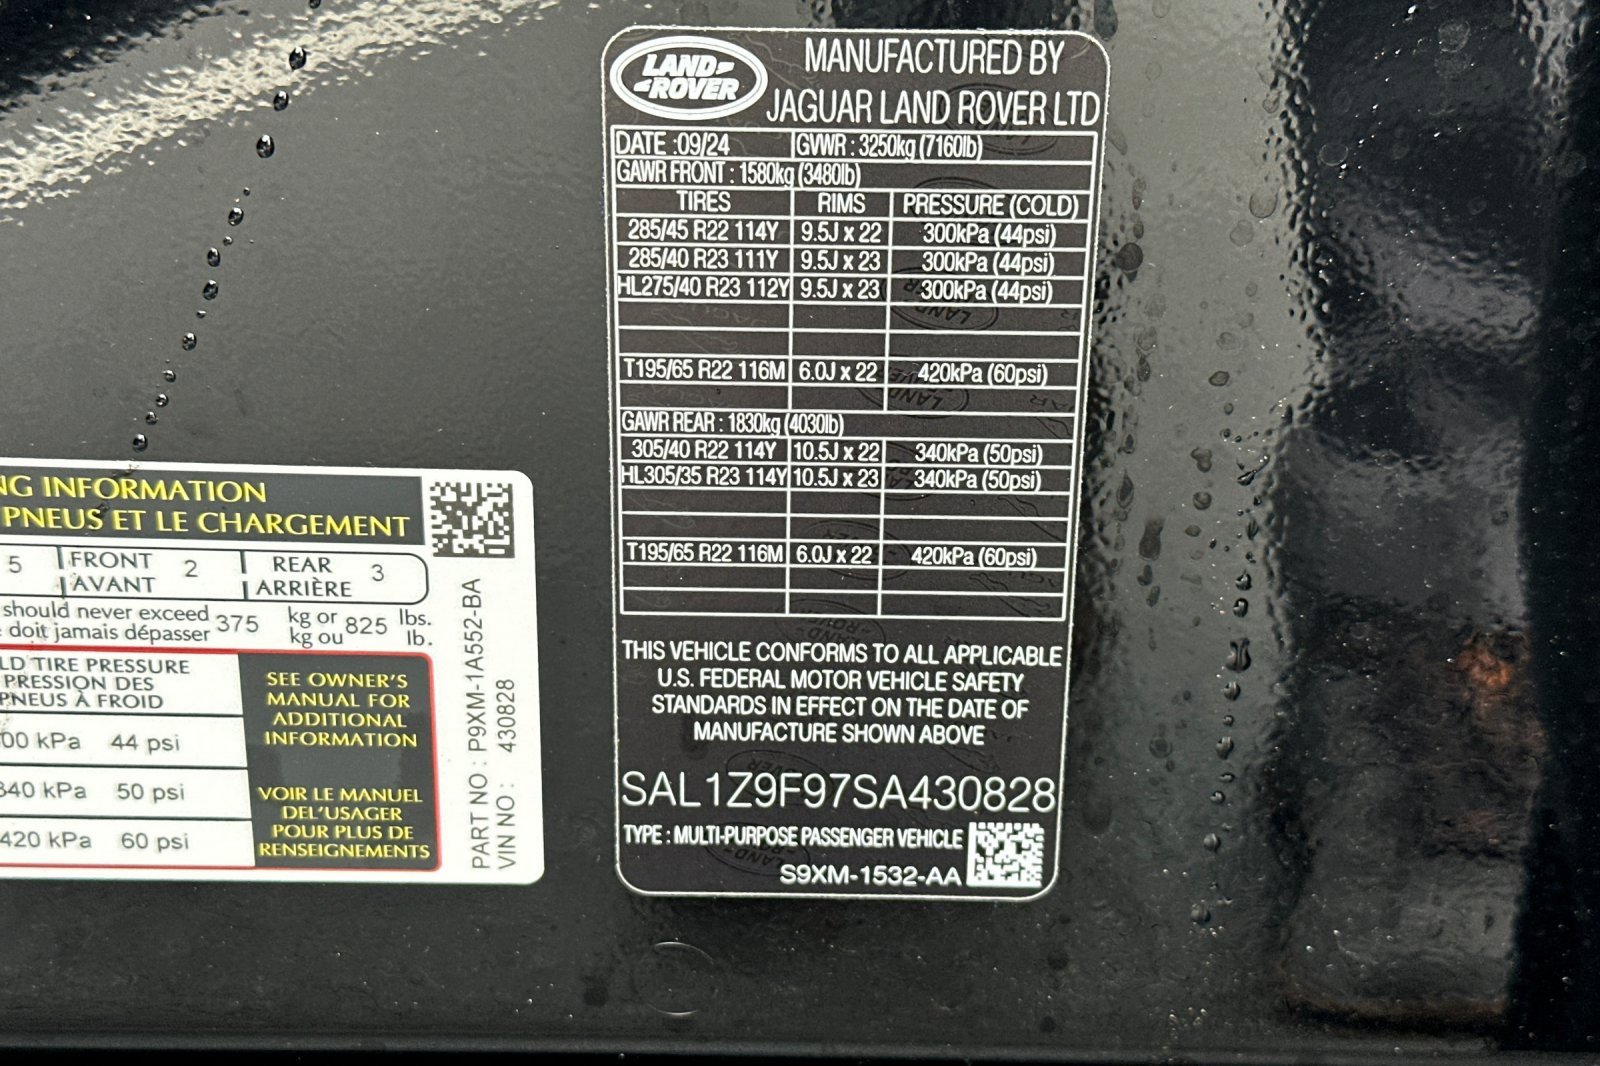 LAND-
-ROVER
MANUFACTURED BY
JAGUAR LAND ROVER LTD
DATE :09/24 GVWR : 3250kg (7160lb)
GAWR FRONT : 1580kg (3480lb)
TIRES RIMS PRESSURE (COLD)
285/45 R22 114Y 9.5J x 22 300kPa (44psi)
285/40 R23 111Y 9.5J x 23 300kPa (44psi)
HL275/40 R23 112Y 9.5J x 23 300kPa (44psi)
T195/65 R22 116M 6.0J x 22 420kPa (60psi)
GAWR REAR : 1830kg (4030lb)
305/40 R22 114Y 10.5J x 22 340kPa (50psi)
HL305/35 R23 114Y 10.5J x 23 340kPa (50psi)
T195/65 R22 116M 6.0J x 22 420kPa (60psi)
THIS VEHICLE CONFORMS TO ALL APPLICABLE
U.S. FEDERAL MOTOR VEHICLE SAFETY
STANDARDS IN EFFECT ON THE DATE OF
MANUFACTURE SHOWN ABOVE
SAL1Z9F97SA430828
TYPE : MULTI-PURPOSE PASSENGER VEHICLE
S9XM-1532-AA
NG INFORMATION
PNEUS ET LE CHARGEMENT
5 FRONT 2 REAR 3
AVANT ARRIÈRE
should never exceed 375 kg or 825 lbs.
doit jamais dépasser kg ou lb.
LD TIRE PRESSURE
PRESSION DES
PNEUS À FROID
00 kPa 44 psi
340 kPa 50 psi
420 kPa 60 psi
SEE OWNER'S
MANUAL FOR
ADDITIONAL
INFORMATION
VOIR LE MANUEL
DEL'USAGER
POUR PLUS DE
RENSEIGNEMENTS
PART NO : P9XM-1A552-BA
VIN NO : 430828